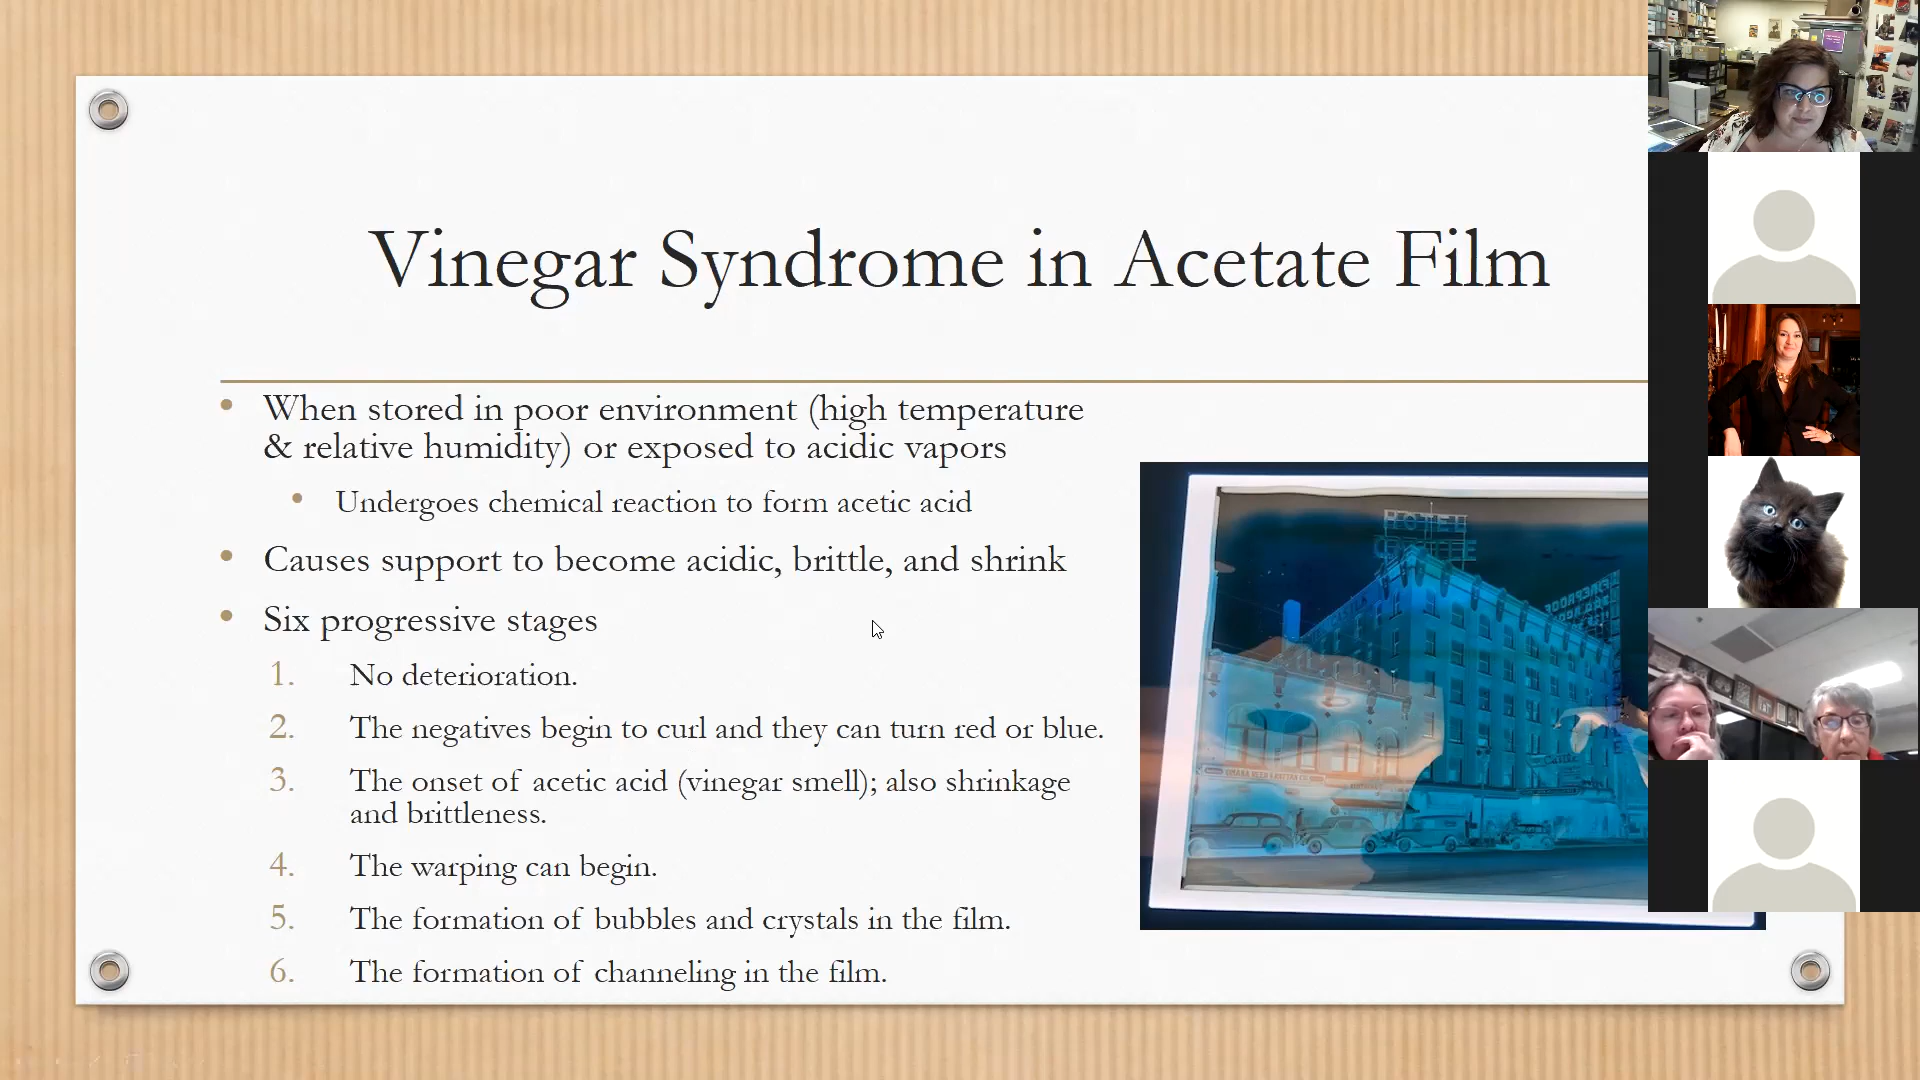 Vinegar Syndrome in Acetate Film
• When stored in poor environment (high temperature
& relative humidity) or exposed to acidic vapors
• Undergoes chemical reaction to form acetic acid
• Causes support to become acidic, brittle, and shrink
• Six progressive stages
1. No deterioration.
2. The negatives begin to curl and they can turn red or blue.
3. The onset of acetic acid (vinegar smell); also shrinkage
and brittleness.
4. The warping can begin.
5. The formation of bubbles and crystals in the film.
6. The formation of channeling in the film.
HOTEL
FIREPROOF